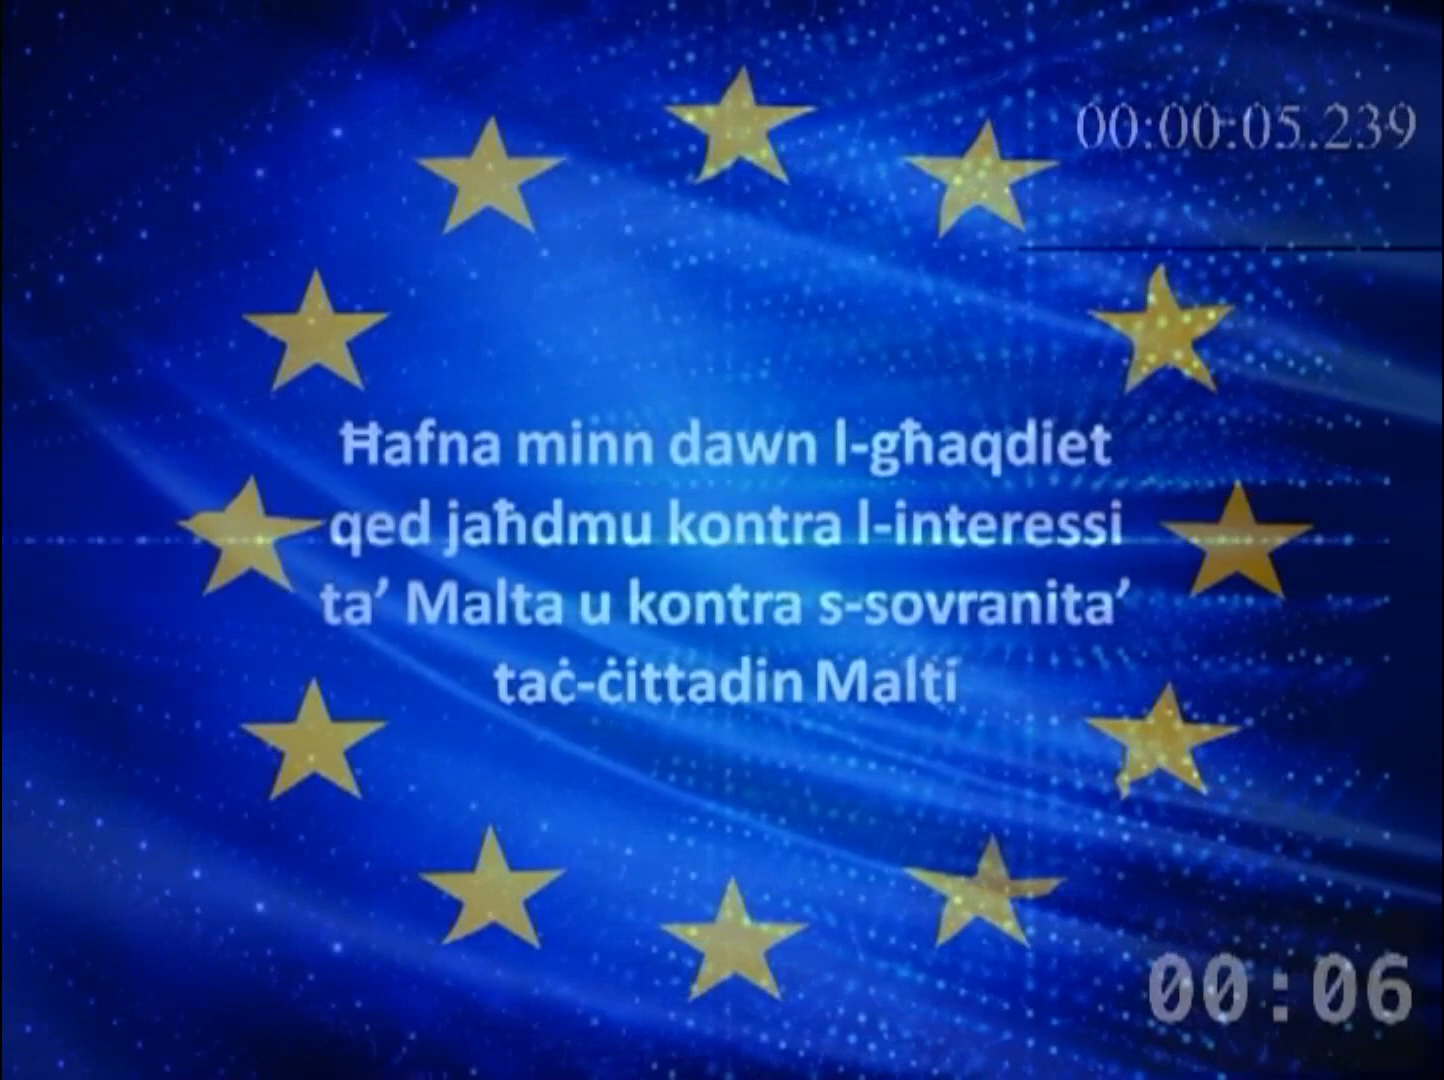 00:00:05.239
Ħafna minn dawn l-għaqdiet
qed jaħdmu kontra l-interessi
ta’ Malta u kontra s-sovranita’
taċ-ċittadin Malti
00:06